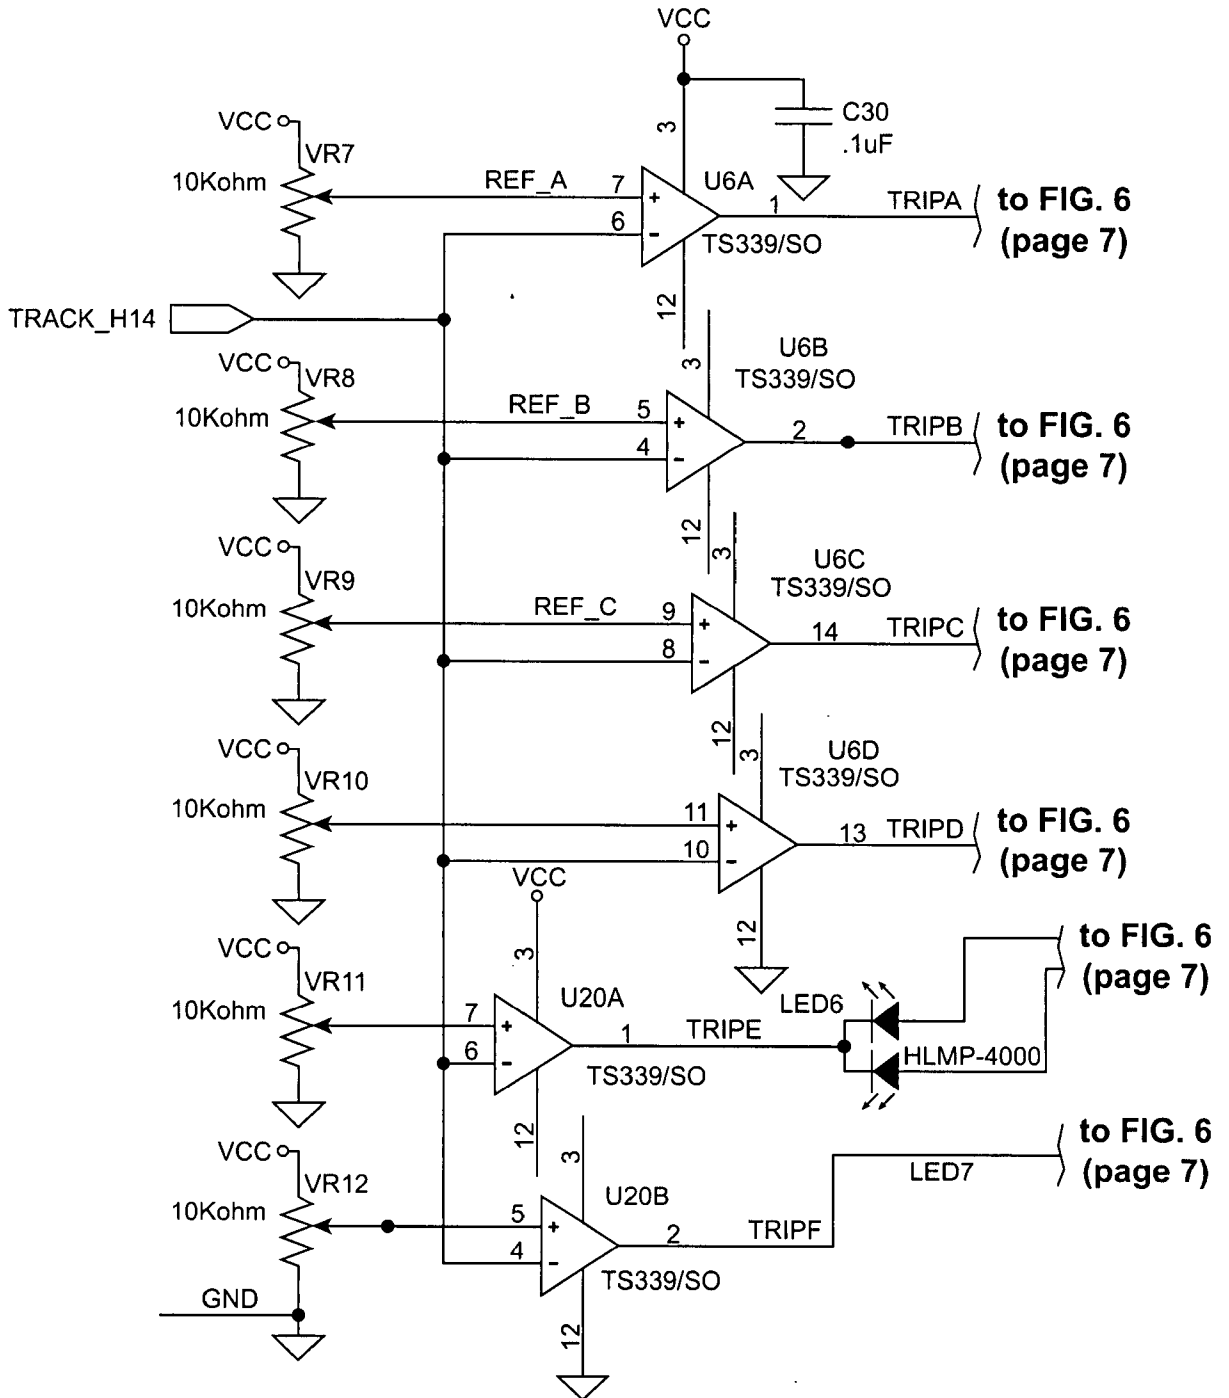 VCC
C30
.1uF
3
VCC
VR7
10Kohm
REF_A
7
+
6
-
U6A
1
TS339/SO
12
TRIPA
to FIG. 6
(page 7)
TRACK_H14
VCC
VR8
10Kohm
REF_B
5
+
4
-
3
U6B
TS339/SO
2
12
TRIPB
to FIG. 6
(page 7)
VCC
VR9
10Kohm
REF_C
9
+
8
-
3
U6C
TS339/SO
14
12
TRIPC
to FIG. 6
(page 7)
VCC
VR10
10Kohm
11
+
10
-
3
U6D
TS339/SO
13
12
TRIPD
to FIG. 6
(page 7)
VCC
3
VCC
VR11
10Kohm
7
+
6
-
U20A
1
TS339/SO
12
TRIPE
LED6
HLMP-4000
to FIG. 6
(page 7)
VCC
VR12
10Kohm
5
+
4
-
3
U20B
2
TS339/SO
12
TRIPF
LED7
to FIG. 6
(page 7)
GND